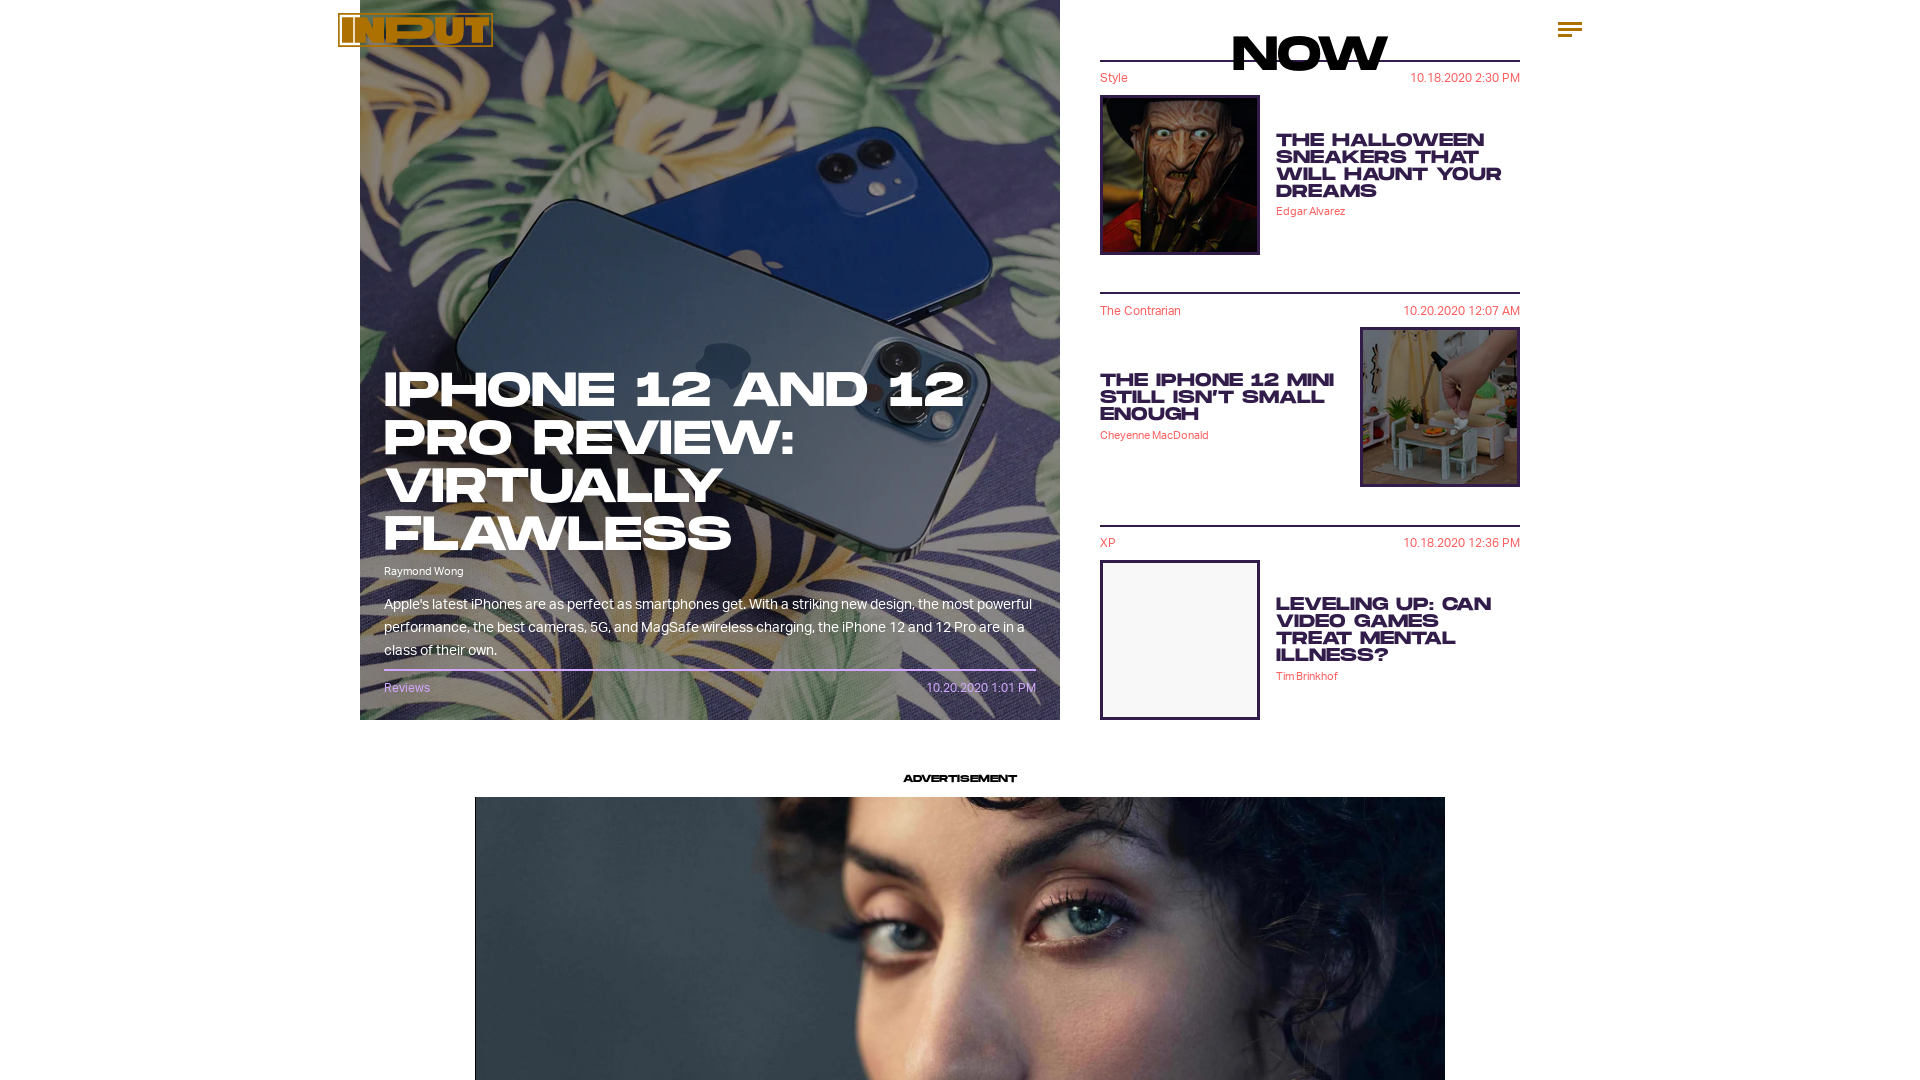 INPUT
IPHONE 12 AND 12
PRO REVIEW:
VIRTUALLY
FLAWLESS
Raymond Wong
Apple's latest iPhones are as perfect as smartphones get. With a striking new design, the most powerful
performance, the best cameras, 5G, and MagSafe wireless charging, the iPhone 12 and 12 Pro are in a
class of their own.
Reviews
10.20.2020 1:01 PM
NOW
Style
10.18.2020 2:30 PM
THE HALLOWEEN
SNEAKERS THAT
WILL HAUNT YOUR
DREAMS
Edgar Alvarez
The Contrarian
10.20.2020 12:07 AM
THE IPHONE 12 MINI
STILL ISN’T SMALL
ENOUGH
Cheyenne MacDonald
XP
10.18.2020 12:36 PM
LEVELING UP: CAN
VIDEO GAMES
TREAT MENTAL
ILLNESS?
Tim Brinkhof
ADVERTISEMENT